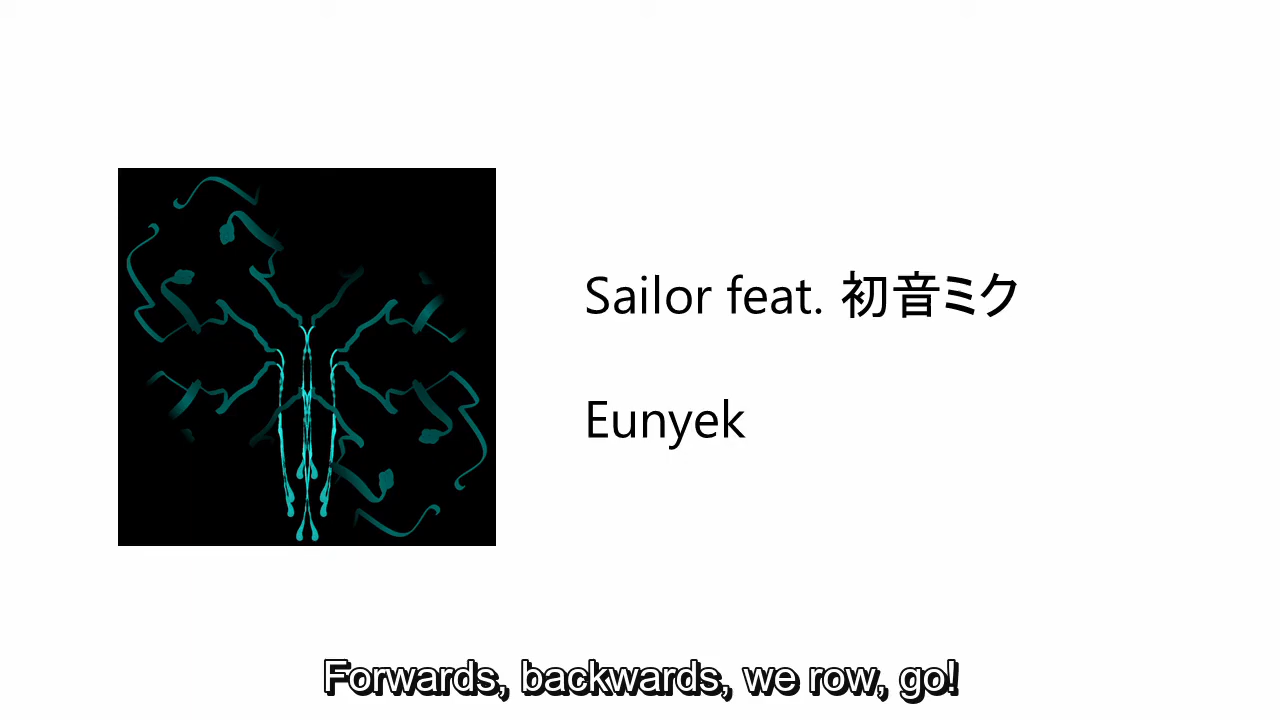 Sailor feat. 初音ミク
Eunyek
Forwards, backwards, we row, go!